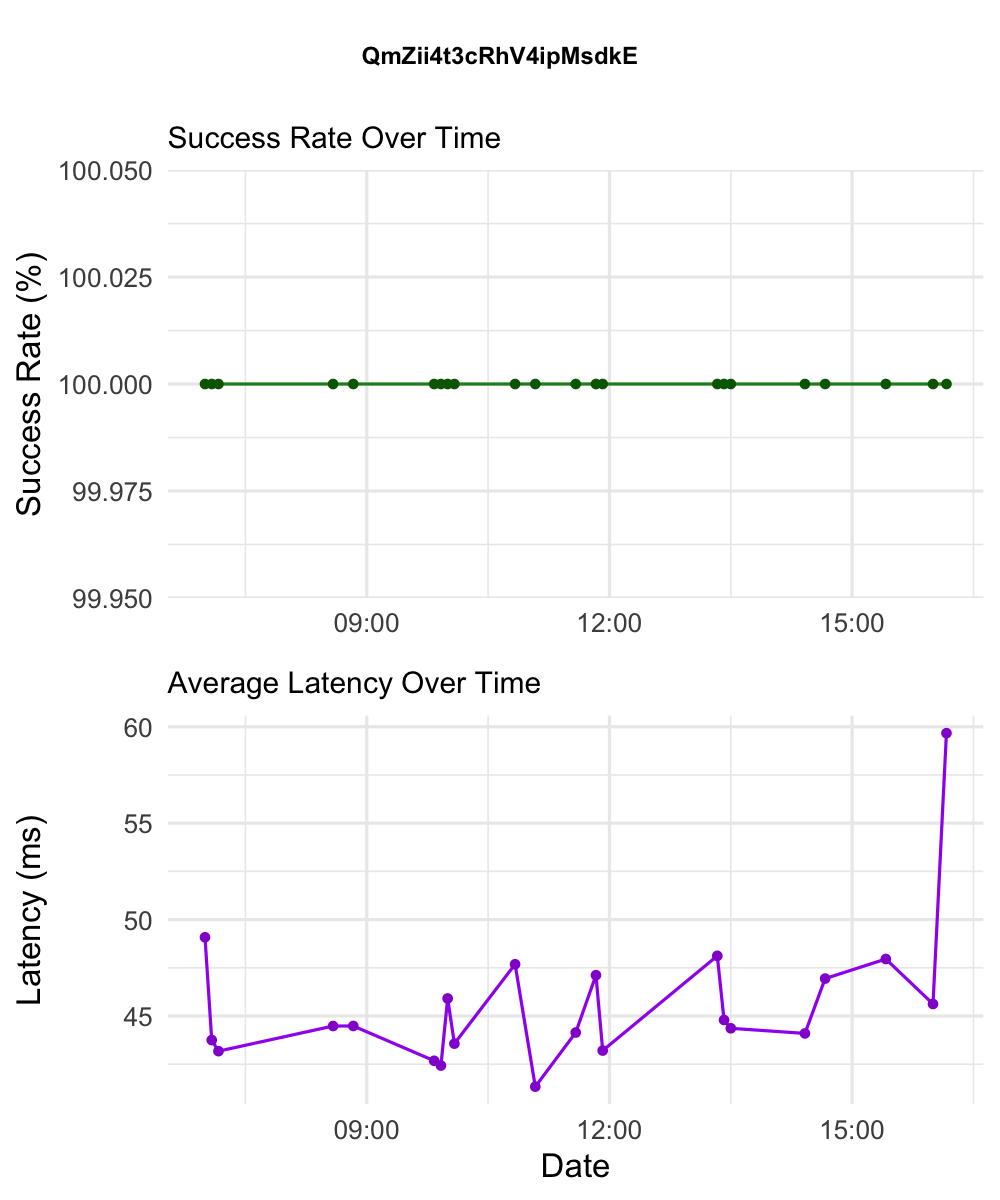 QmZii4t3cRhV4ipMsdkE
Success Rate Over Time
Success Rate (%)
100.050
100.025
100.000
99.975
99.950
09:00 12:00 15:00
Average Latency Over Time
Latency (ms)
60
55
50
45
09:00 12:00 15:00
Date